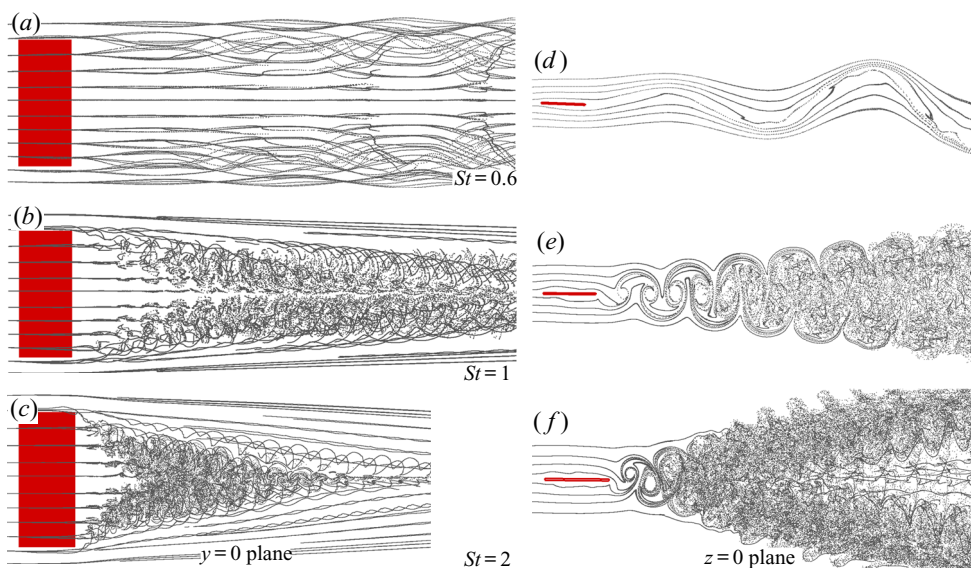 (a)
St = 0.6
(d)
(b)
St = 1
(e)
(c)
y = 0 plane
St = 2
(f)
z = 0 plane